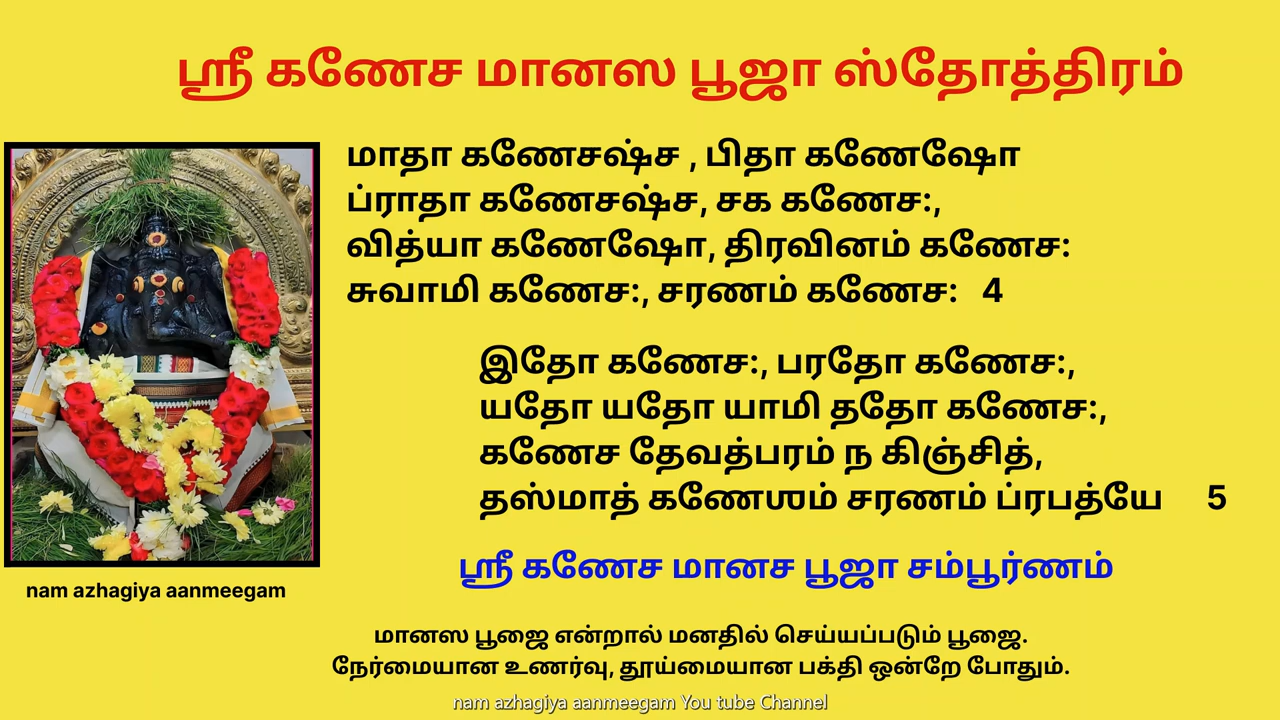 ஸ்ரீ கணேச மானஸ பூஜா ஸ்தோத்திரம்
மாதா கணேசஷ்ச , பிதா கணேஷோ
ப்ராதா கணேசஷ்ச, சக கணேச:,
வித்யா கணேஷோ, திரவினம் கணேச:
சுவாமி கணேச:, சரணம் கணேச: 4
இதோ கணேச:, பரதோ கணேச:,
யதோ யதோ யாமி ததோ கணேச:,
கணேச தேவத்பரம் ந கிஞ்சித்,
தஸ்மாத் கணேஶம் சரணம் ப்ரபத்யே 5
ஸ்ரீ கணேச மானச பூஜா சம்பூர்ணம்
nam azhagiya aanmeegam
மானஸ பூஜை என்றால் மனதில் செய்யப்படும் பூஜை.
நேர்மையான உணர்வு, தூய்மையான பக்தி ஒன்றே போதும்.
nam azhagiya aanmeegam You tube Channel